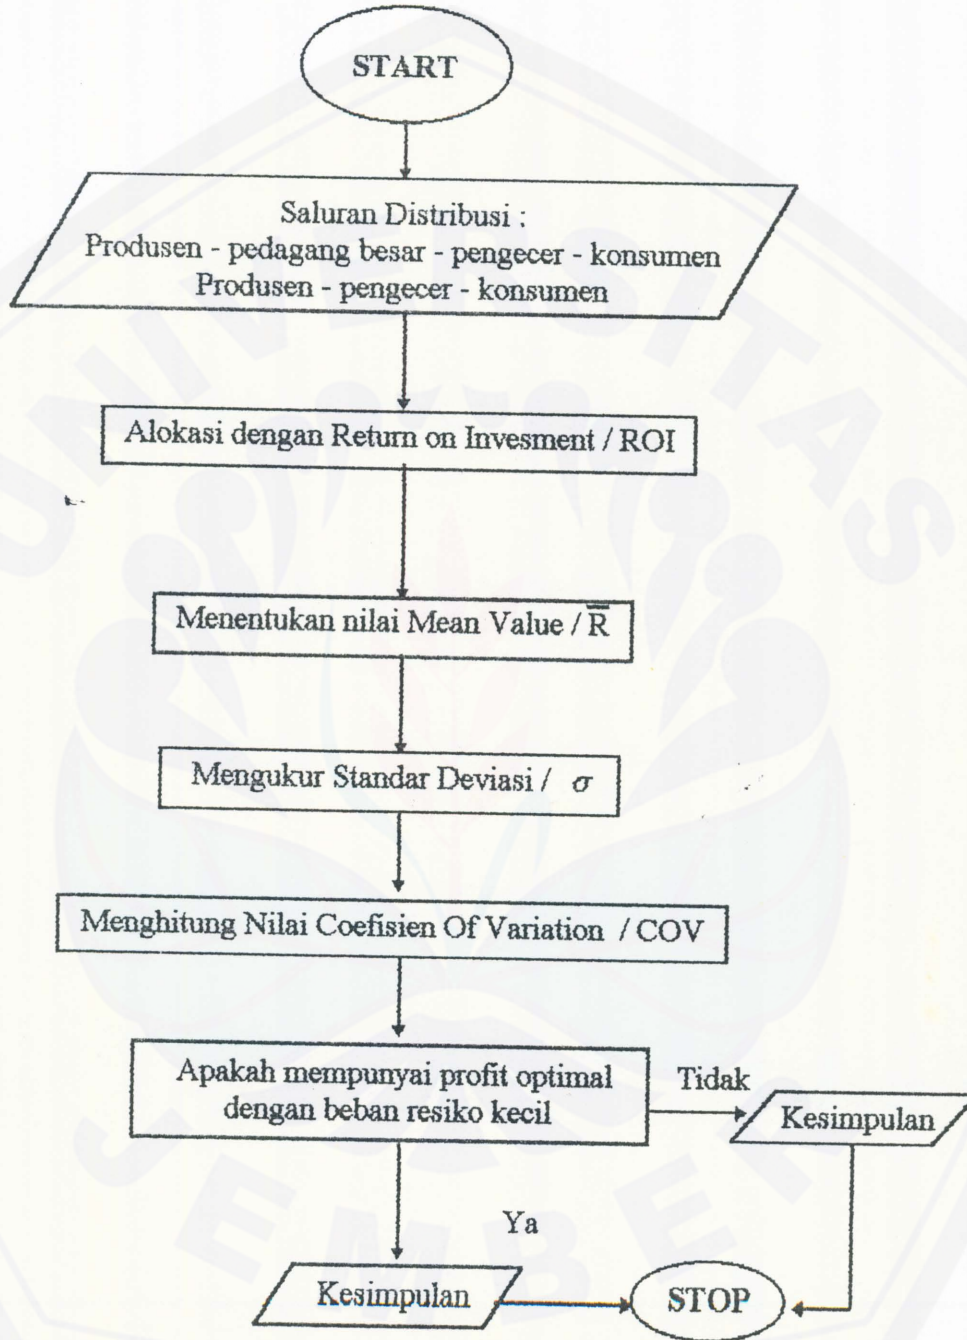 START
Saluran Distribusi :
Produsen - pedagang besar - pengecer - konsumen
Produsen - pengecer - konsumen
Alokasi dengan Return on Invesment / ROI
Menentukan nilai Mean Value / R̅
Mengukur Standar Deviasi / σ
Menghitung Nilai Coefisien Of Variation / COV
Apakah mempunyai profit optimal
dengan beban resiko kecil
Tidak
Kesimpulan
Ya
Kesimpulan
STOP
UNIVERSITAS
JEMBER